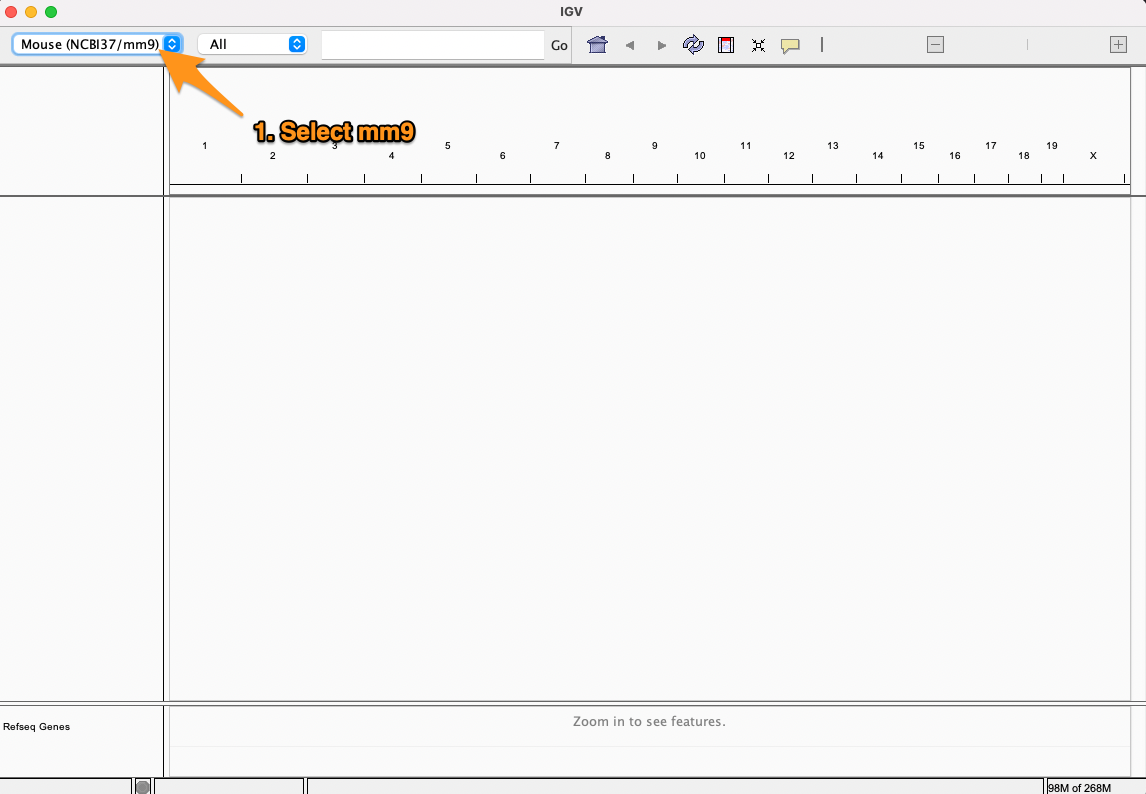 IGV
Mouse (NCBI37/mm9) All Go
1. Select mm9
1 2 3 4 5 6 7 8 9 10 11 12 13 14 15 16 17 18 19 X
Refseq Genes
Zoom in to see features.
98M of 268M